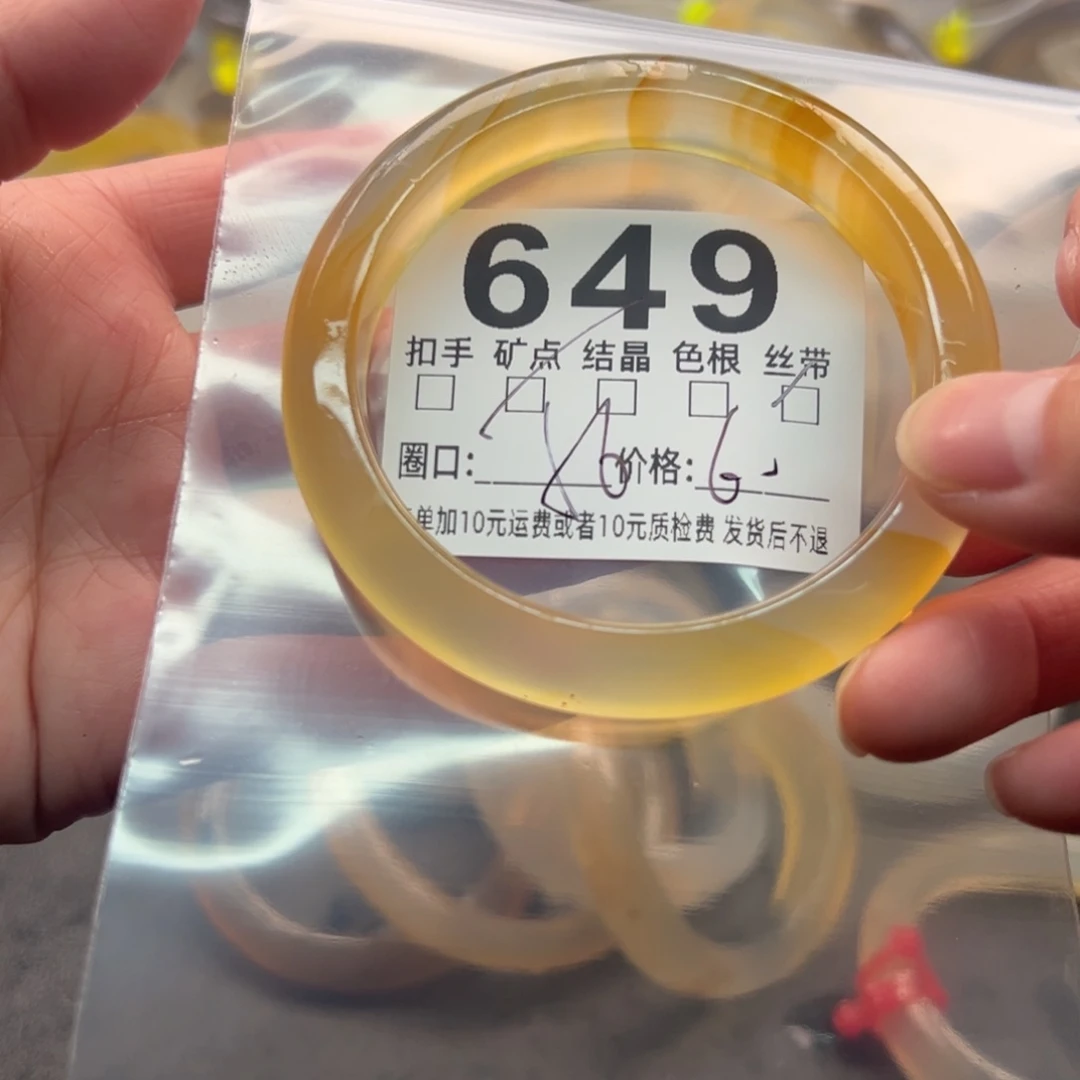 649
扣手 矿点 结晶 色根 丝带
圈口: 价格:
单加10元运费或者10元质检费 发货后不退